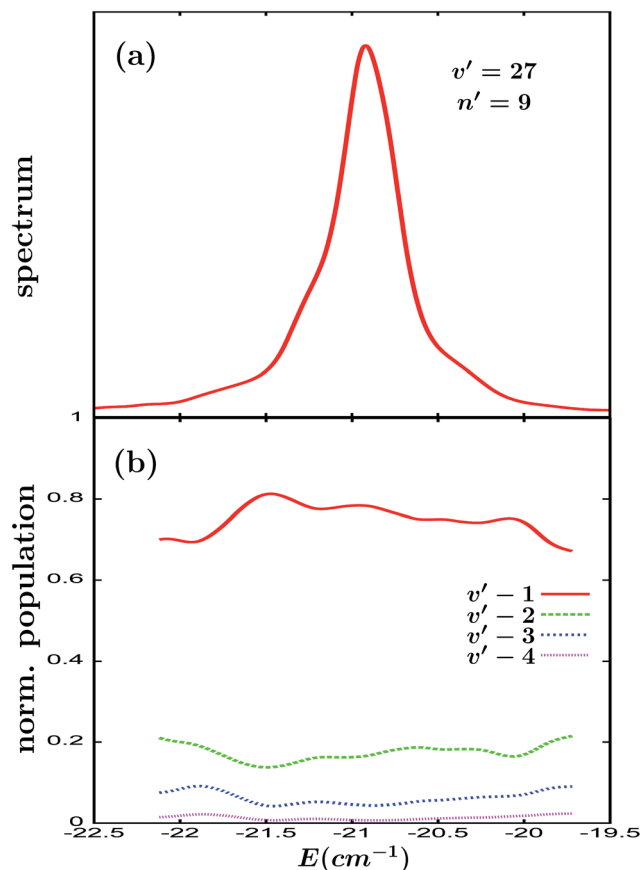 (a)
v′ = 27
n′ = 9
spectrum
1
(b)
norm. population
0.8
0.6
0.4
0.2
0
v′ − 1
v′ − 2
v′ − 3
v′ − 4
-22.5 -22 -21.5 -21 -20.5 -20 -19.5
E(cm⁻¹)